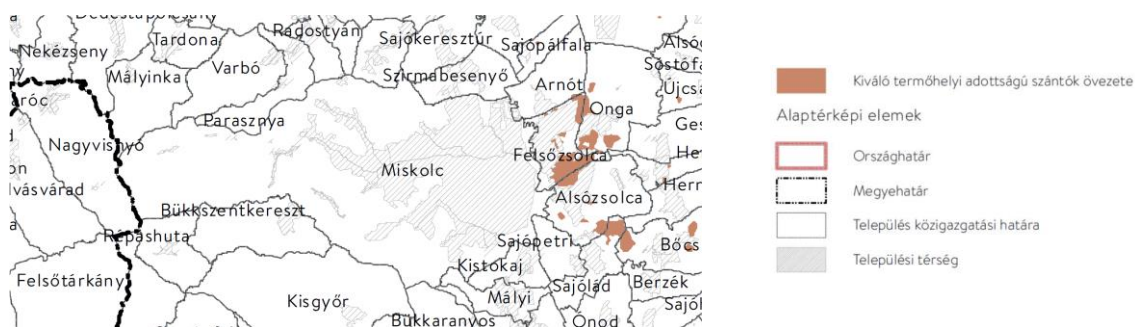 Dédestapolcsány
Radostyán
Sajókeresztúr
Tardona
Sajópálfala
Nekézseny
Mályinka
Varbó
Szirmabesenyő
Arnót
Sóstófa
Onga
Parasznya
Nagyvisnyó
Miskolc
Felsőzsolca
Alsózsolca
Bükkszentkereszt
Répáshuta
Sajópetri
Bőcs
Kistokaj
Felsőtárkány
Kisgyőr
Mályi
Sajólád
Berzék
Bükkaranyos
Ónod
Kiváló termőhelyi adottságú szántók övezete
Alaptérképi elemek
Országhatár
Megyehatár
Település közigazgatási határa
Települési térség